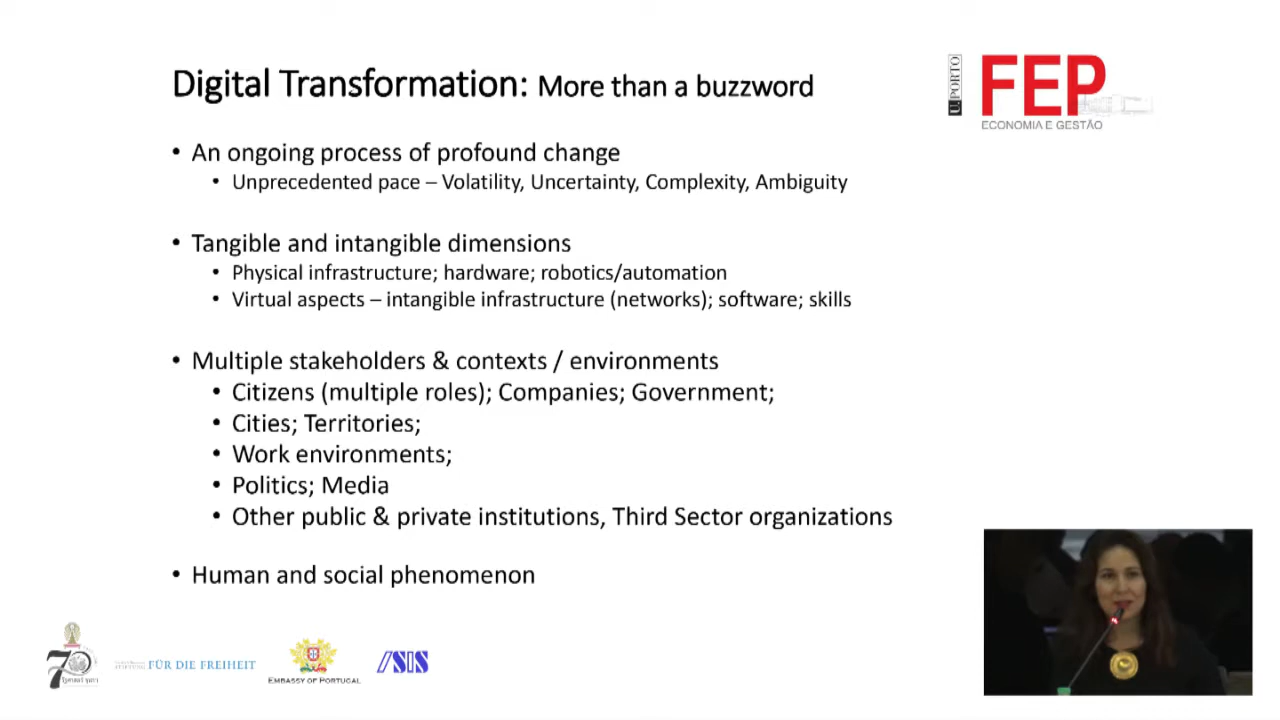 Digital Transformation: More than a buzzword
U.PORTO
FEP
ECONOMIA E GESTÃO
• An ongoing process of profound change
• Unprecedented pace – Volatility, Uncertainty, Complexity, Ambiguity
• Tangible and intangible dimensions
• Physical infrastructure; hardware; robotics/automation
• Virtual aspects – intangible infrastructure (networks); software; skills
• Multiple stakeholders & contexts / environments
• Citizens (multiple roles); Companies; Government;
• Cities; Territories;
• Work environments;
• Politics; Media
• Other public & private institutions, Third Sector organizations
• Human and social phenomenon
70
STIFTUNG FÜR DIE FREIHEIT
EMBASSY OF PORTUGAL
ISIS